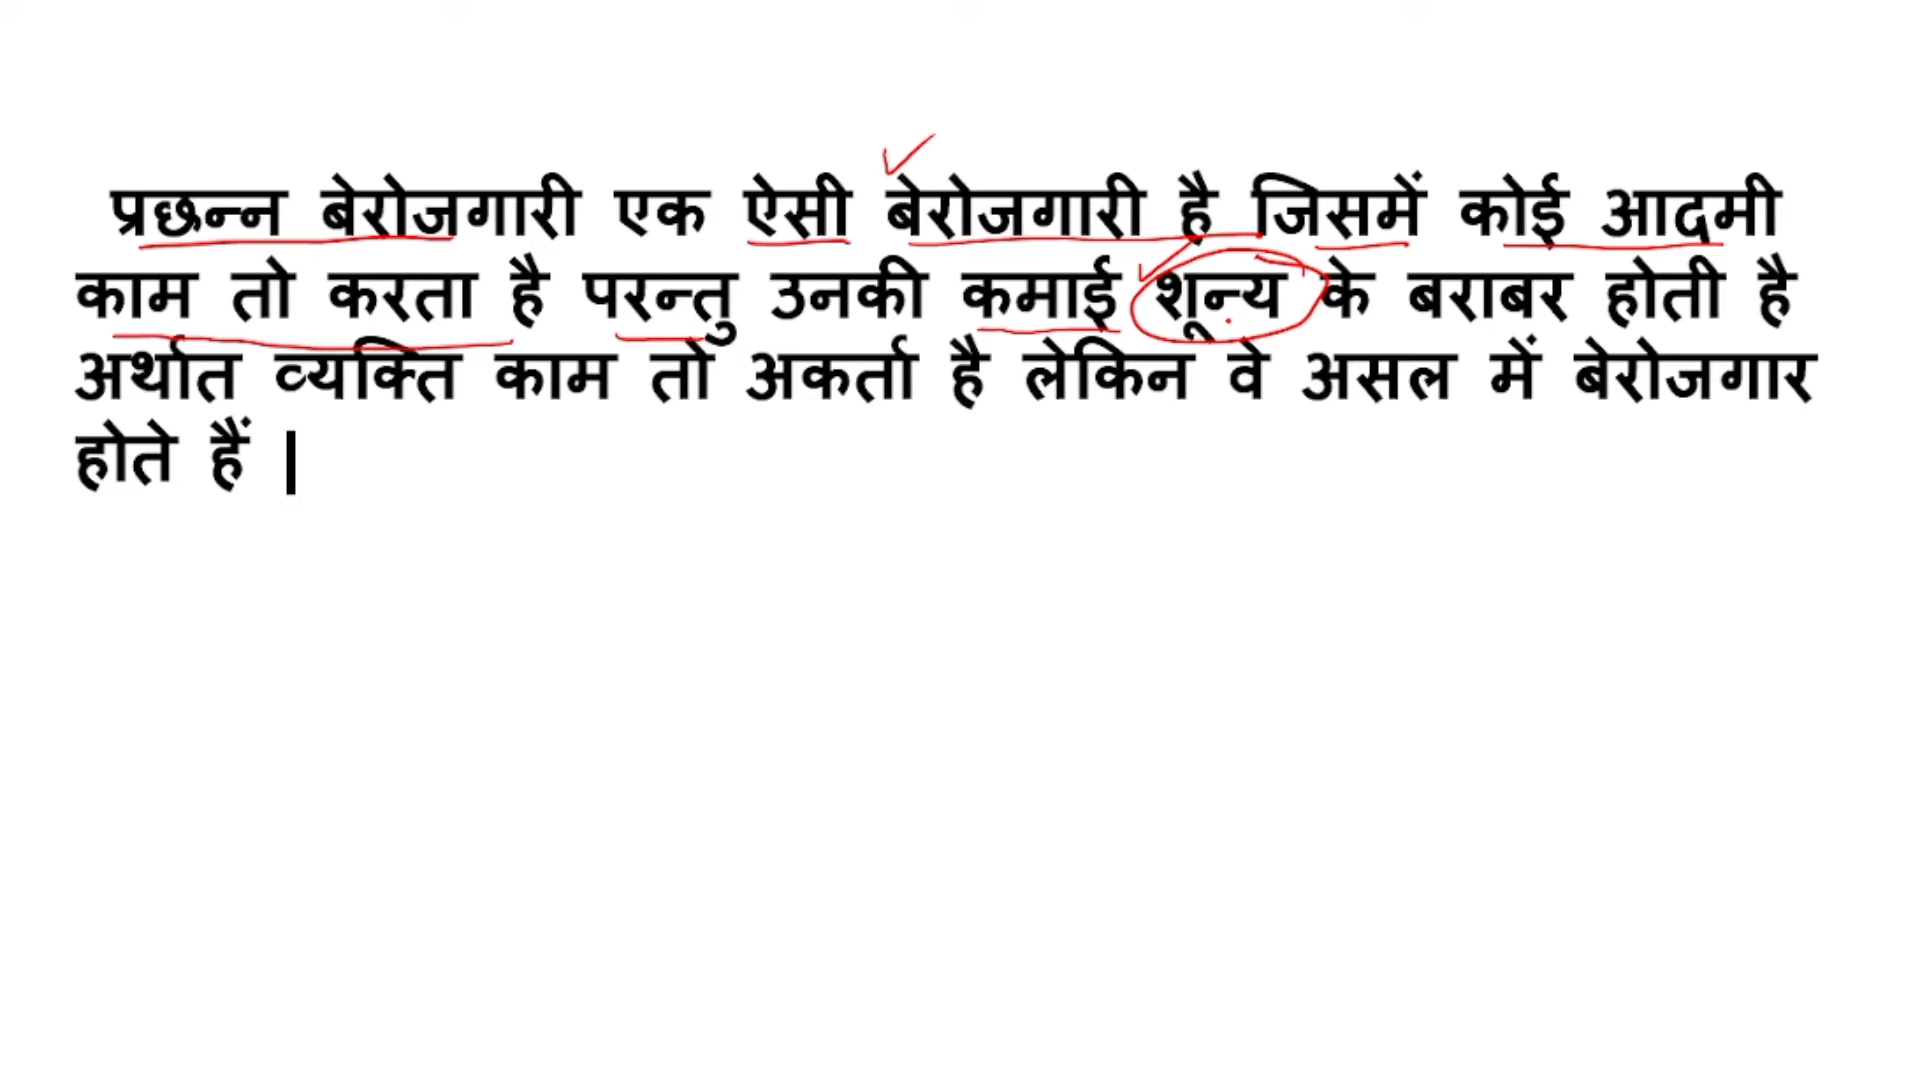 प्रछन्न बेरोजगारी एक ऐसी बेरोजगारी है जिसमें कोई आदमी
काम तो करता है परन्तु उनकी कमाई शून्य के बराबर होती है
अर्थात व्यक्ति काम तो अकर्ता है लेकिन वे असल में बेरोजगार
होते हैं |